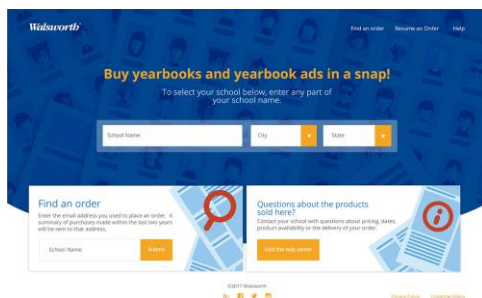 Walsworth
Find an order Resume an Order Help
Buy yearbooks and yearbook ads in a snap!
To select your school below, enter any part of
your school name.
School Name
City
State
Find an order
Enter the email address you used to place an order. A
summary of purchases made within the last two years
will be sent to that address.
School Name
Submit
Questions about the products
sold here?
Contact your school with questions about pricing, dates,
product availability or the delivery of your order.
Visit the help center
©2017 Walsworth
Privacy Policy Customer Policy